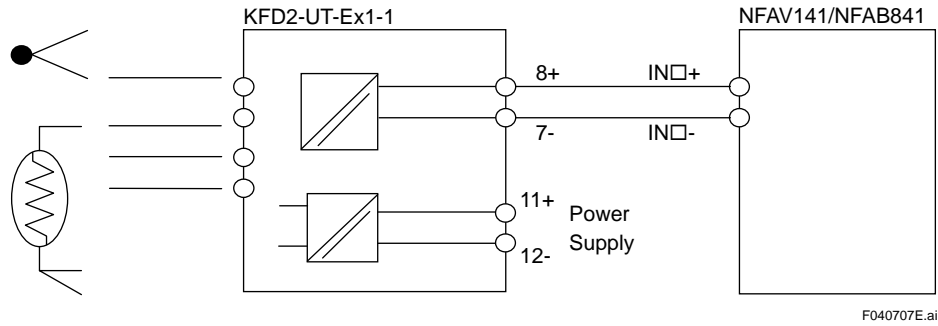 KFD2-UT-Ex1-1
NFAV141/NFAB841
8+
IN□+
7-
IN□-
11+
Power
Supply
12-
F040707E.ai